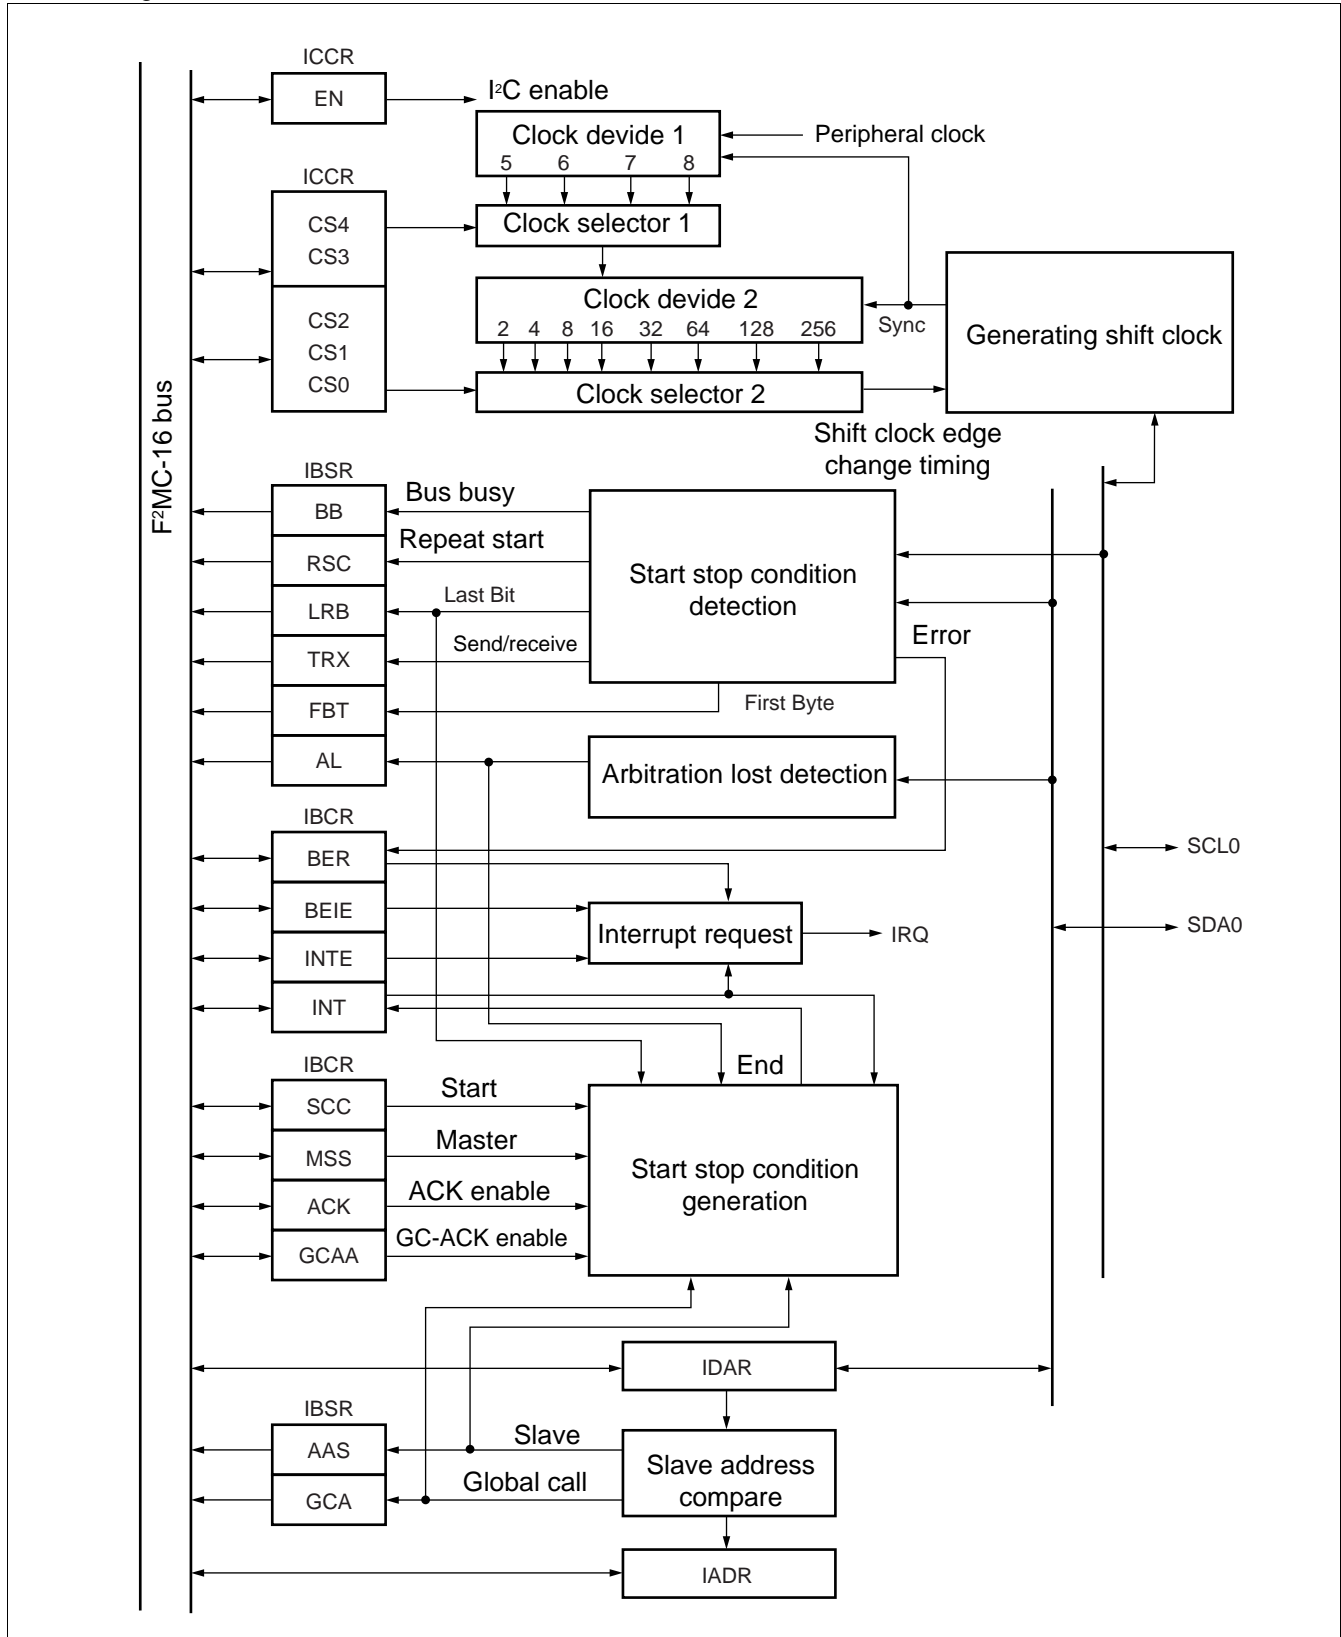 ICCR
EN
I²C enable
Clock devide 1
5 6 7 8
Peripheral clock
ICCR
CS4
CS3
Clock selector 1
CS2
CS1
CS0
Clock devide 2
2 4 8 16 32 64 128 256
Sync
Clock selector 2
Generating shift clock
Shift clock edge
change timing
F²MC-16 bus
IBSR
BB
Bus busy
RSC
Repeat start
LRB
Last Bit
TRX
Send/receive
FBT
First Byte
AL
Start stop condition
detection
Error
Arbitration lost detection
IBCR
BER
BEIE
INTE
INT
Interrupt request
IRQ
SCL0
SDA0
IBCR
SCC
Start
MSS
Master
ACK
ACK enable
GCAA
GC-ACK enable
End
Start stop condition
generation
IDAR
IBSR
AAS
Slave
GCA
Global call
Slave address
compare
IADR